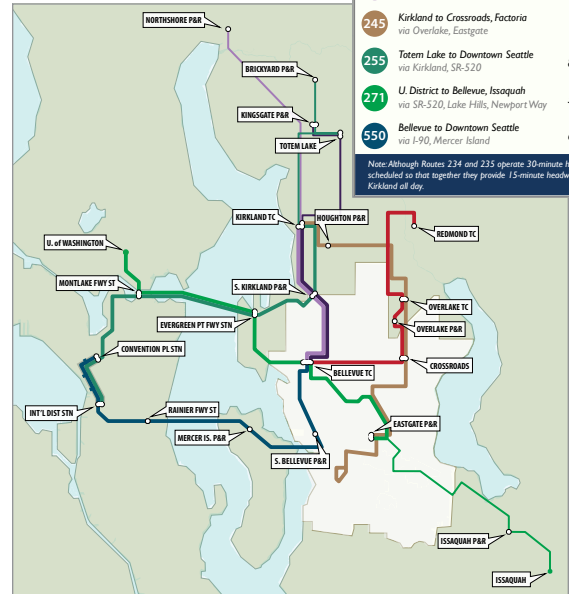 245
Kirkland to Crossroads, Factoria
via Overlake, Eastgate
255
Totem Lake to Downtown Seattle
via Kirkland, SR-520
271
U. District to Bellevue, Issaquah
via SR-520, Lake Hills, Newport Way
550
Bellevue to Downtown Seattle
via I-90, Mercer Island
Note: Although Routes 234 and 235 operate 30-minute h
scheduled so that together they provide 15-minute headw
Kirkland all day.
NORTHSHORE P&R
BRICKYARD P&R
KINGSGATE P&R
TOTEM LAKE
KIRKLAND TC
HOUGHTON P&R
REDMOND TC
U. of WASHINGTON
MONTLAKE FWY ST
S. KIRKLAND P&R
OVERLAKE TC
EVERGREEN PT FWY STN
OVERLAKE P&R
CONVENTION PL STN
CROSSROADS
BELLEVUE TC
INT'L DIST STN
RAINIER FWY ST
EASTGATE P&R
MERCER IS. P&R
S. BELLEVUE P&R
ISSAQUAH P&R
ISSAQUAH